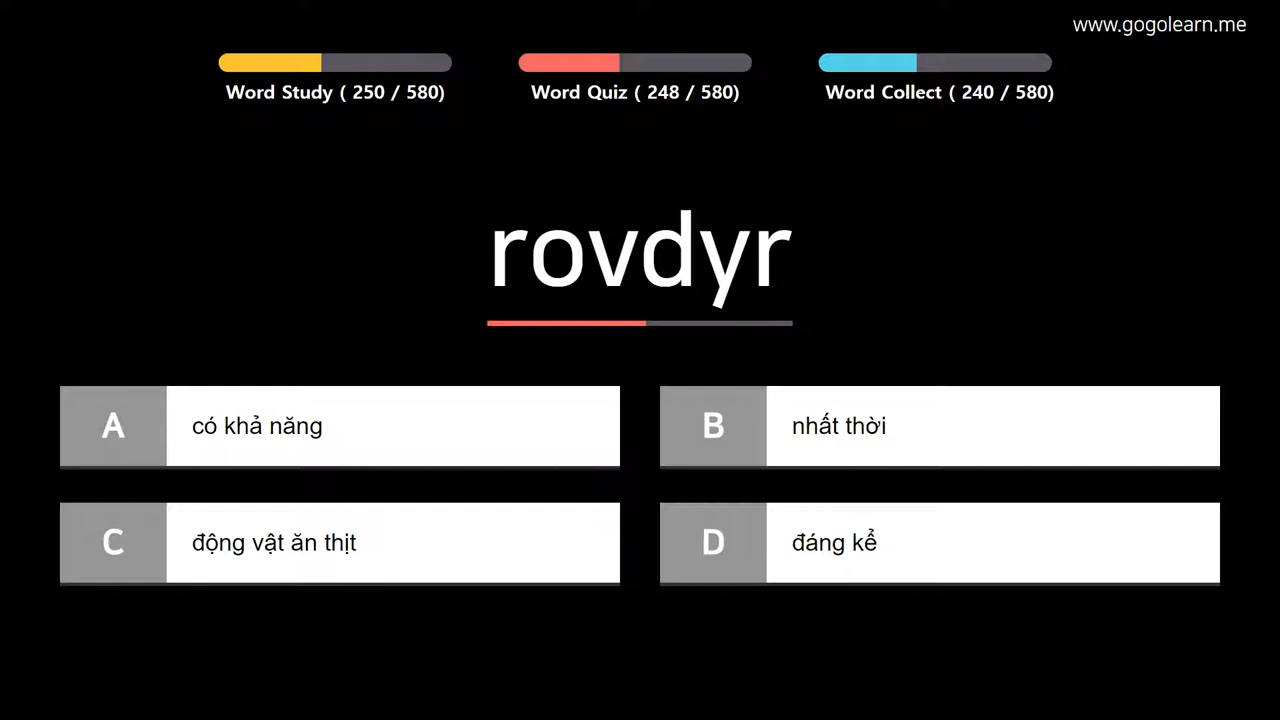 www.gogolearn.me
Word Study ( 250 / 580)
Word Quiz ( 248 / 580)
Word Collect ( 240 / 580)
rovdyr
A
có khả năng
B
nhất thời
C
động vật ăn thịt
D
đáng kể